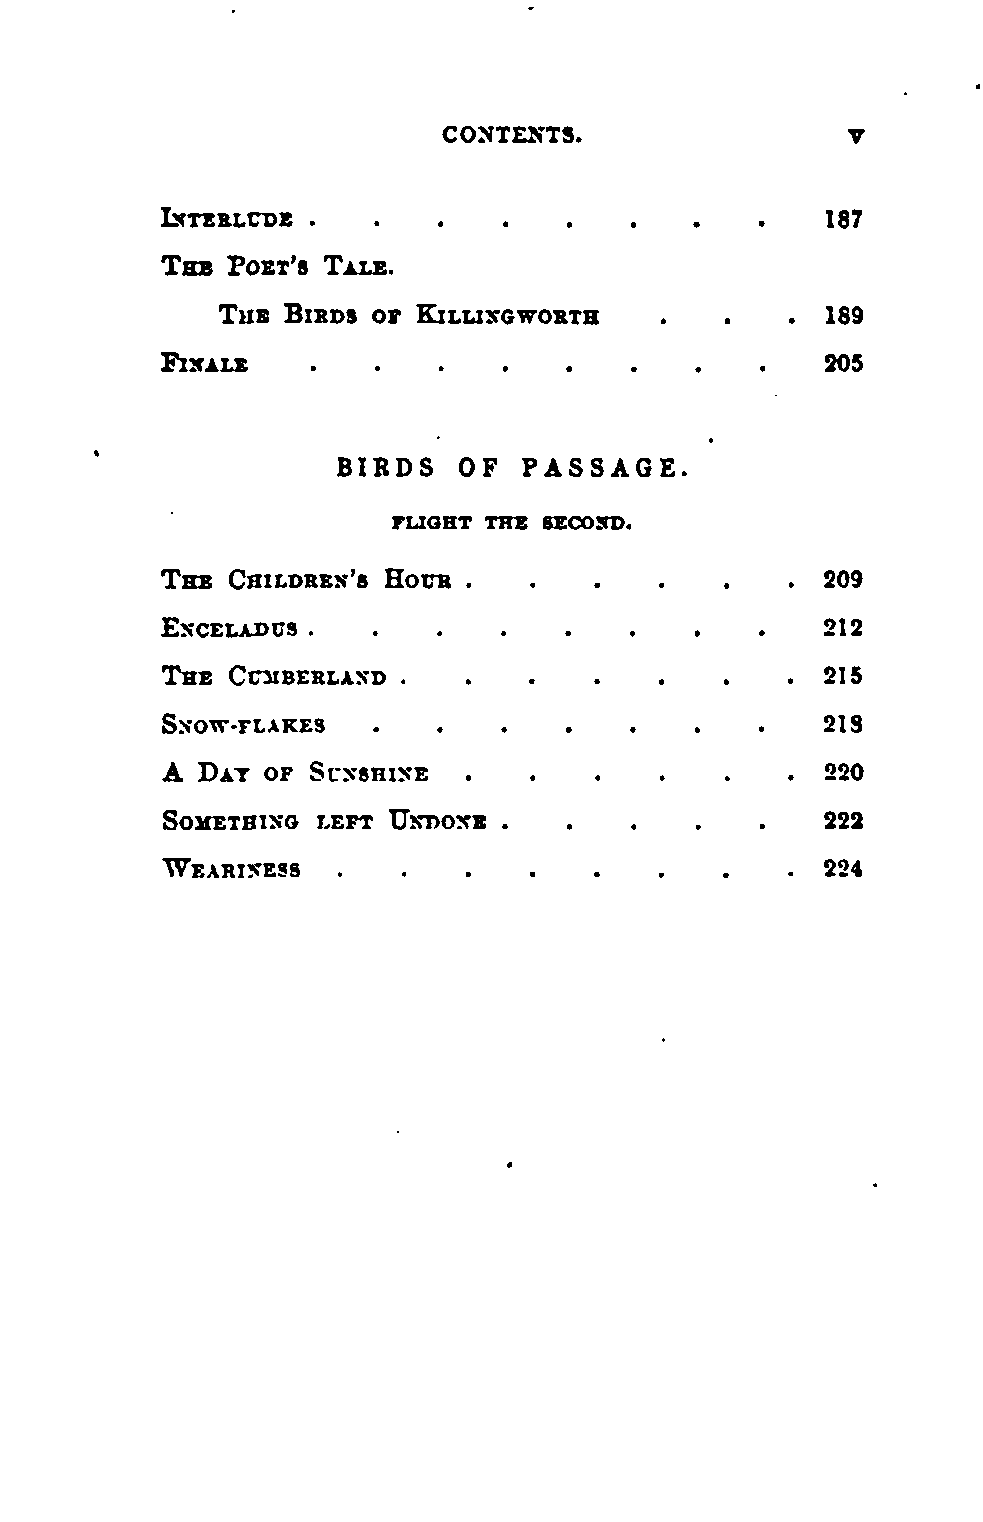 CONTENTS. v
Interlude . . . . . . . . 187
The Poet's Tale.
The Birds of Killingworth . . . 189
Finale . . . . . . . . 205
BIRDS OF PASSAGE.
FLIGHT THE SECOND.
The Children's Hour . . . . . . 209
Enceladus . . . . . . . . 212
The Cumberland . . . . . . . 215
Snow-flakes . . . . . . . 218
A Day of Sunshine . . . . . . 220
Something left Undone . . . . . 222
Weariness . . . . . . . . 224